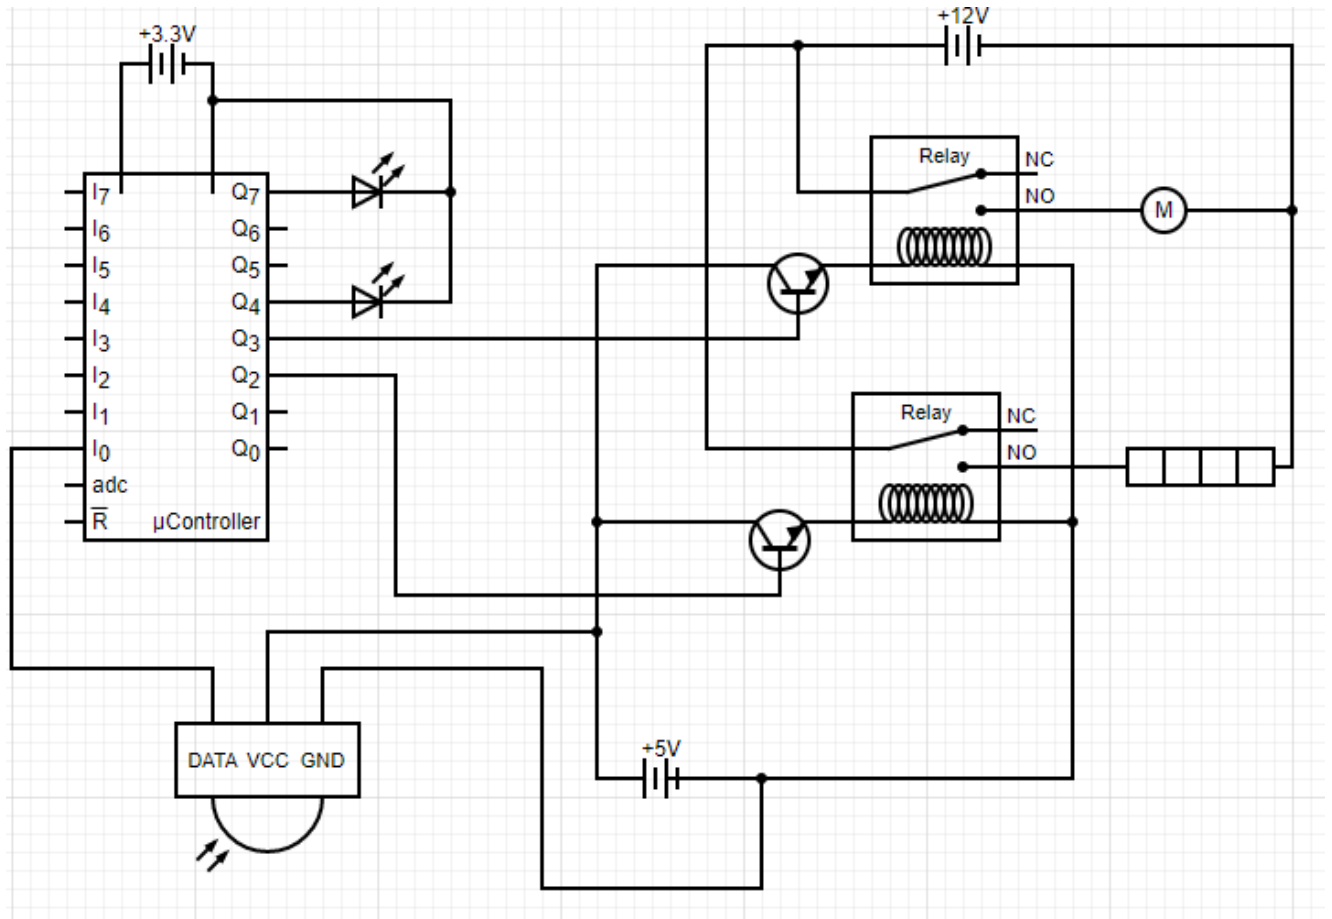 +3.3V
+12V
Relay
NC
NO
M
I7 Q7
I6 Q6
I5 Q5
I4 Q4
I3 Q3
I2 Q2
I1 Q1
I0 Q0
adc
R̅ µController
Relay
NC
NO
+5V
DATA VCC GND